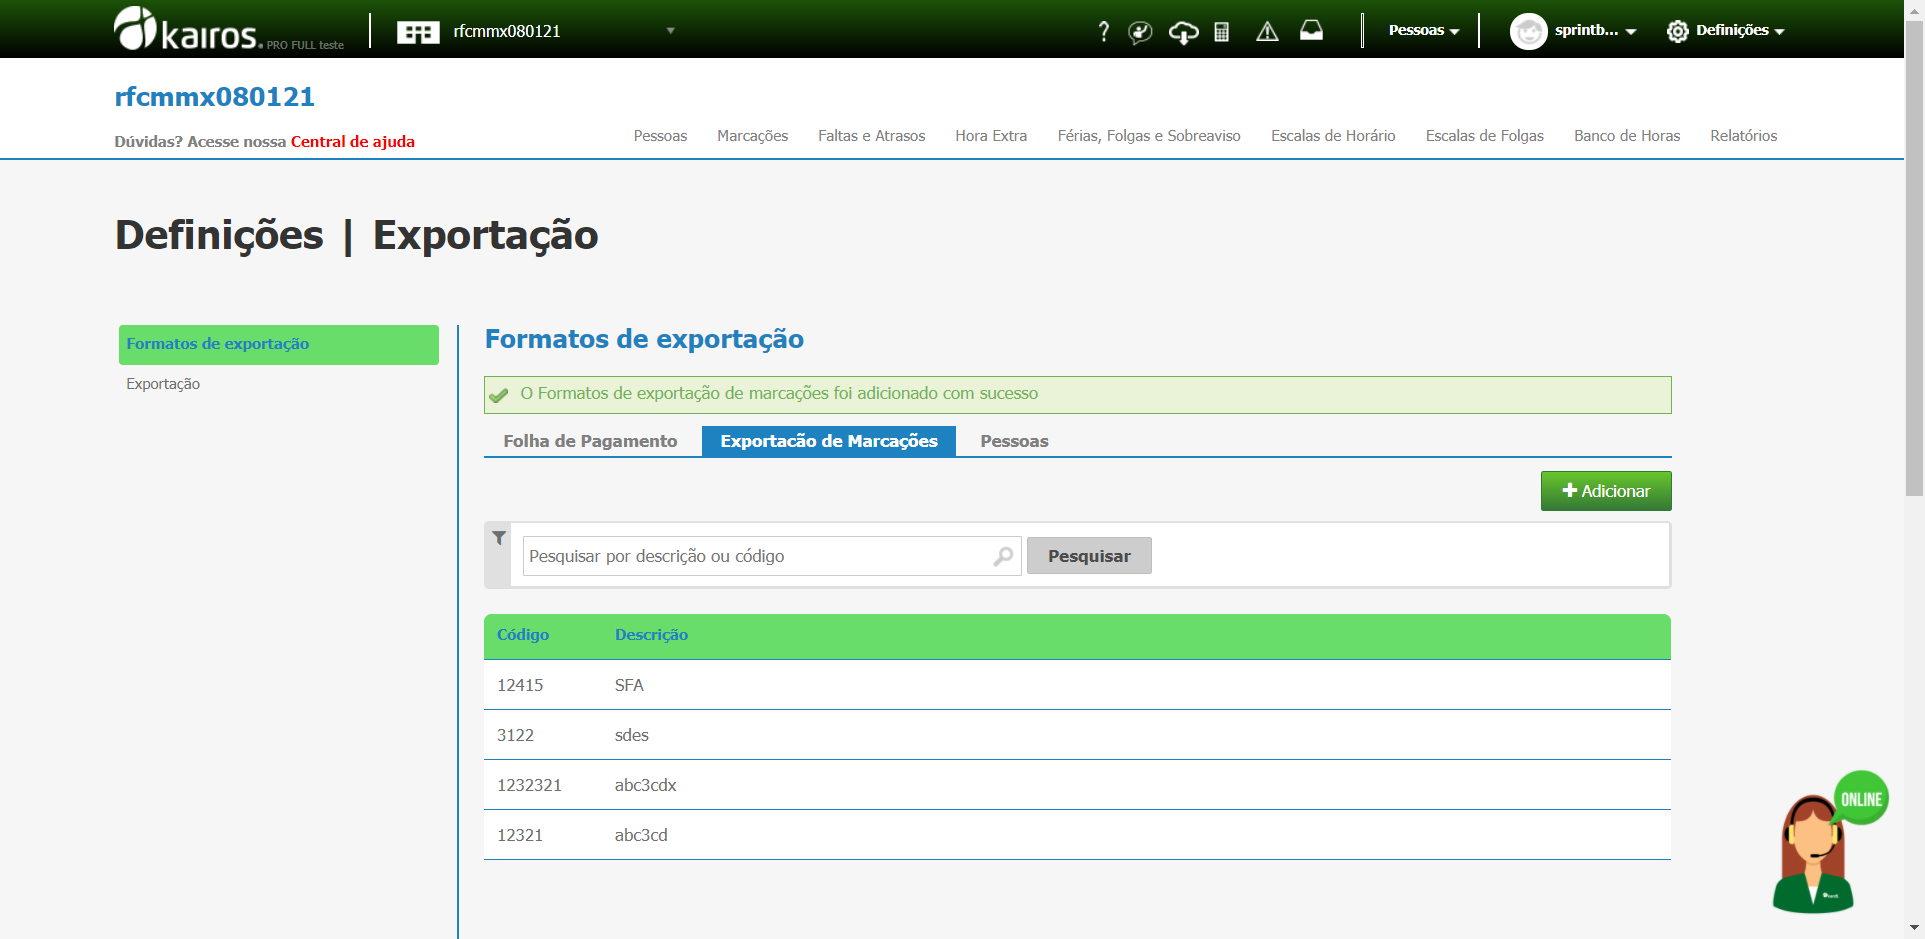 kairos. PRO FULL teste
rfcmmx080121
?
Pessoas
sprintb...
Definições
rfcmmx080121
Dúvidas? Acesse nossa Central de ajuda
Pessoas Marcações Faltas e Atrasos Hora Extra Férias, Folgas e Sobreaviso Escalas de Horário Escalas de Folgas Banco de Horas Relatórios
Definições | Exportação
Formatos de exportação
Exportação
Formatos de exportação
O Formatos de exportação de marcações foi adicionado com sucesso
Folha de Pagamento Exportacão de Marcações Pessoas
Adicionar
Pesquisar por descrição ou código
Pesquisar
Código Descrição
12415 SFA
3122 sdes
1232321 abc3cdx
12321 abc3cd
ONLINE